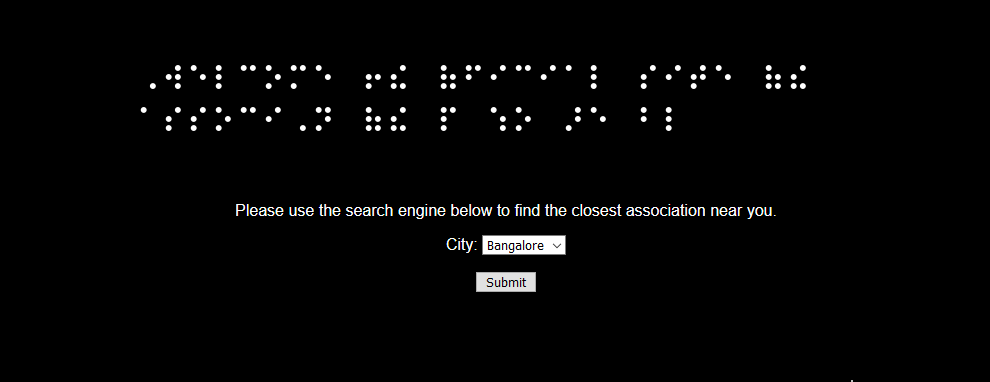 ⠠⠺⠑⠇⠉⠕⠍⠑ ⠖⠮ ⠷⠋⠊⠉⠊⠁⠇ ⠎⠊⠞⠑ ⠷⠮
⠁⠎⠎⠕⠉⠊⠠⠝ ⠷⠮ ⠏ ⠱⠕ ⠜⠑ ⠃⠇
Please use the search engine below to find the closest association near you.
City: Bangalore
Submit